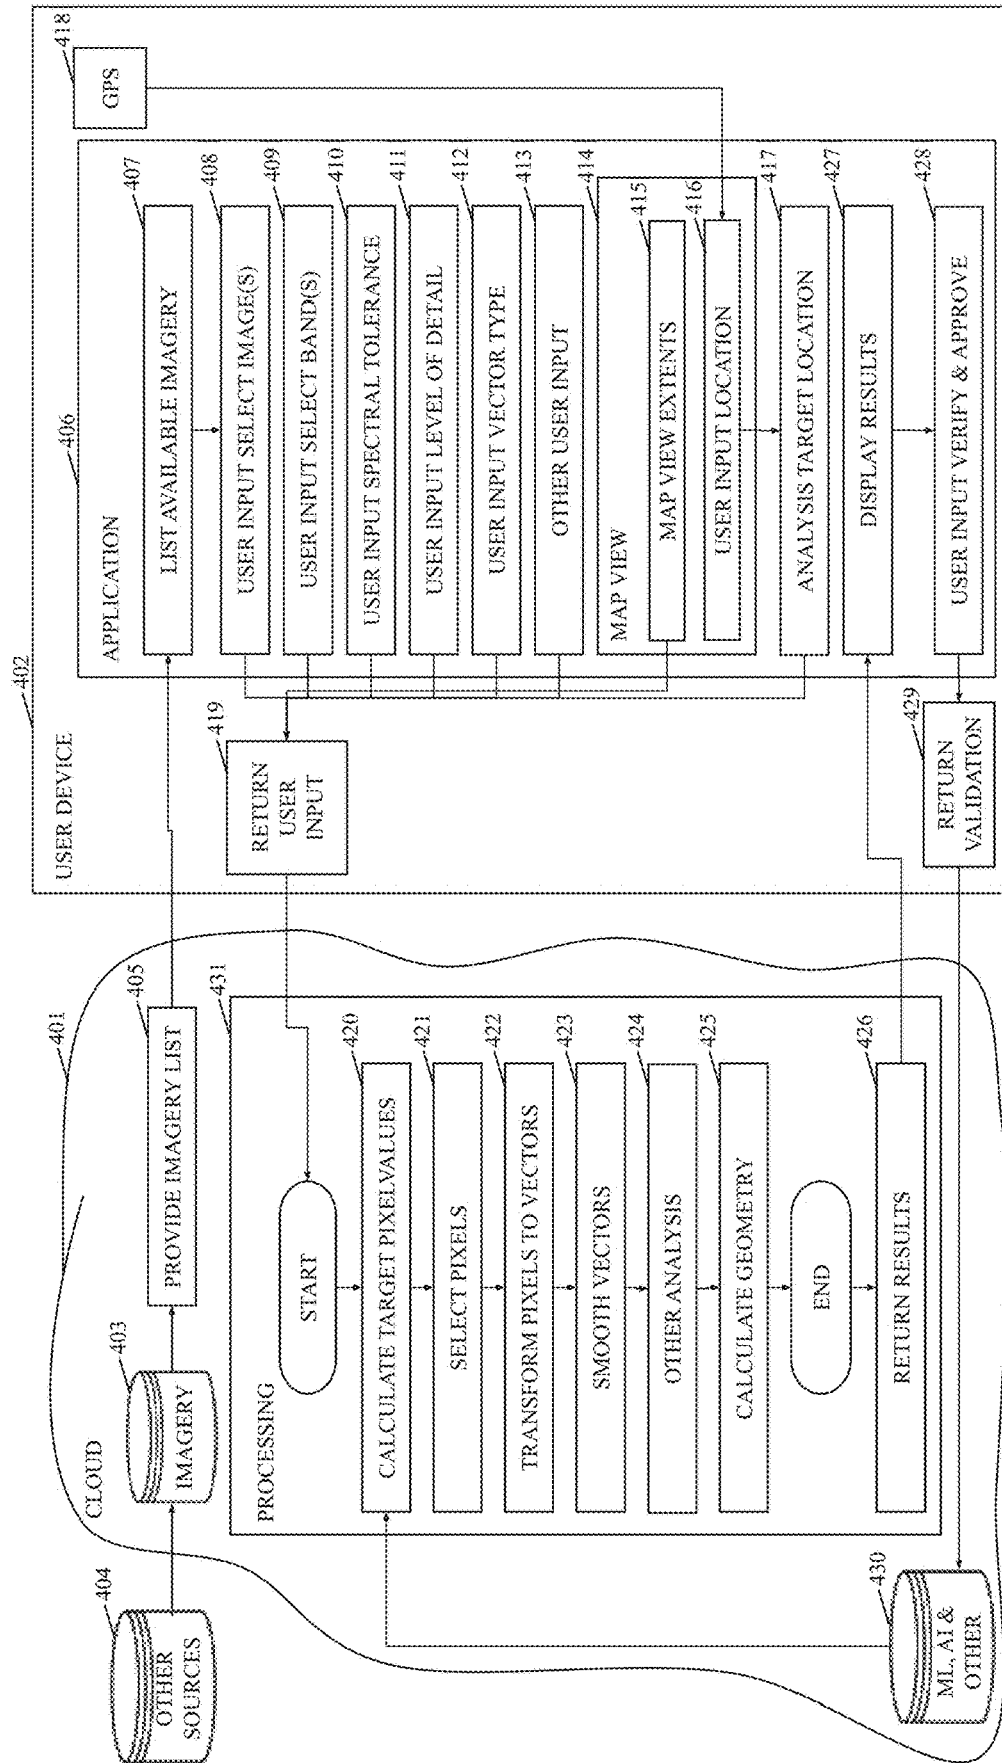 401
CLOUD
404
OTHER
SOURCES
403
IMAGERY
405
PROVIDE IMAGERY LIST
431
PROCESSING
START
420
CALCULATE TARGET PIXELVALUES
421
SELECT PIXELS
422
TRANSFORM PIXELS TO VECTORS
423
SMOOTH VECTORS
424
OTHER ANALYSIS
425
CALCULATE GEOMETRY
END
426
RETURN RESULTS
430
ML, AI &
OTHER
402
USER DEVICE
419
RETURN
USER
INPUT
406
APPLICATION
407
LIST AVAILABLE IMAGERY
408
USER INPUT SELECT IMAGE(S)
409
USER INPUT SELECT BAND(S)
410
USER INPUT SPECTRAL TOLERANCE
411
USER INPUT LEVEL OF DETAIL
412
USER INPUT VECTOR TYPE
413
OTHER USER INPUT
414
MAP VIEW
415
MAP VIEW EXTENTS
416
USER INPUT LOCATION
417
ANALYSIS TARGET LOCATION
427
DISPLAY RESULTS
428
USER INPUT VERIFY & APPROVE
429
RETURN
VALIDATION
418
GPS